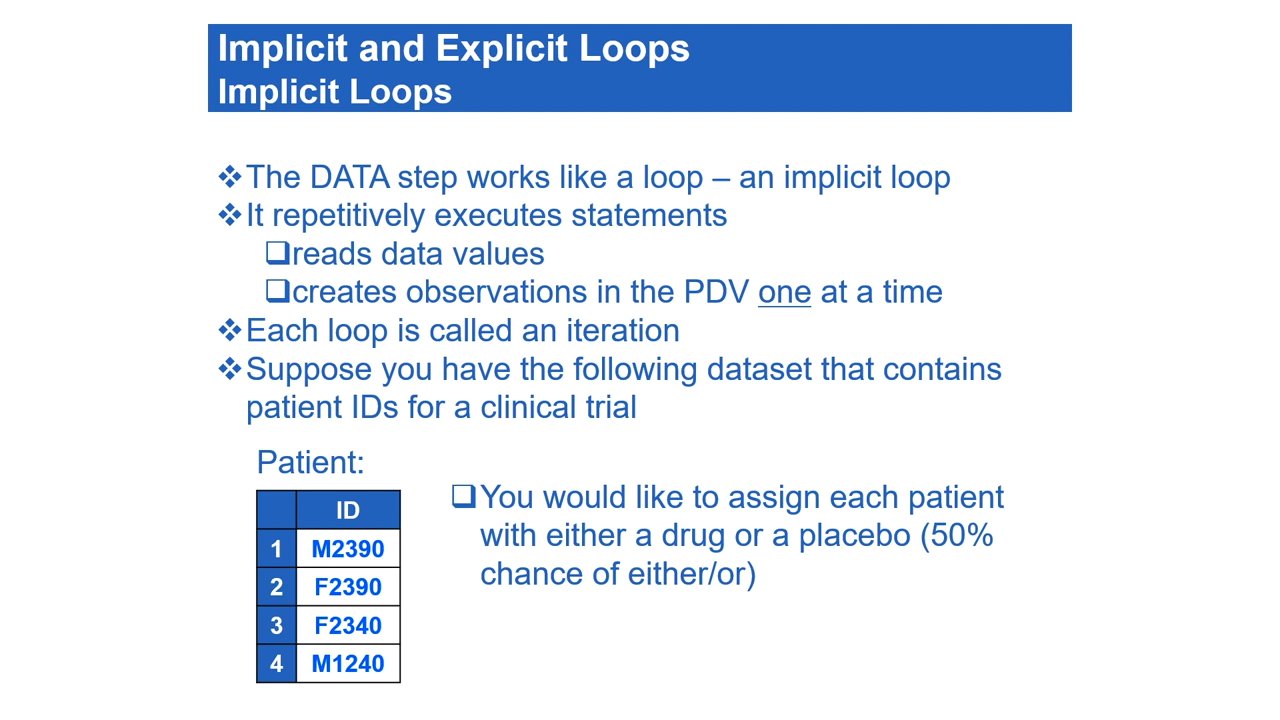 Implicit and Explicit Loops
Implicit Loops
❖The DATA step works like a loop – an implicit loop
❖It repetitively executes statements
❑reads data values
❑creates observations in the PDV one at a time
❖Each loop is called an iteration
❖Suppose you have the following dataset that contains
patient IDs for a clinical trial
Patient:
ID
1 M2390
2 F2390
3 F2340
4 M1240
❑You would like to assign each patient
with either a drug or a placebo (50%
chance of either/or)